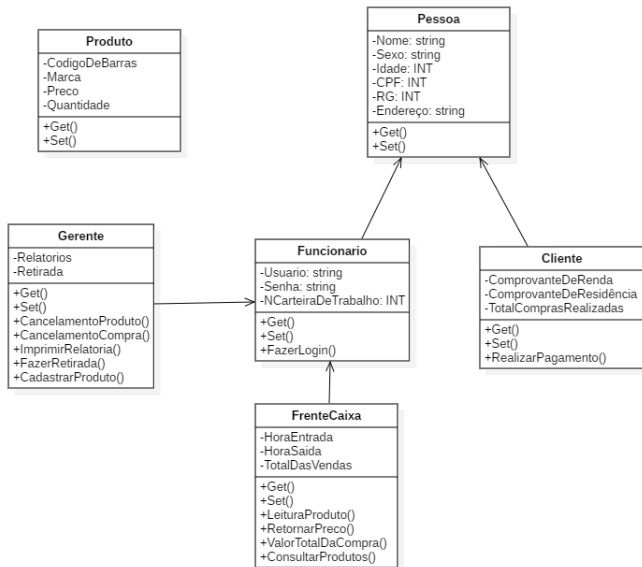 Produto
-CodigoDeBarras
-Marca
-Preco
-Quantidade
+Get()
+Set()
Pessoa
-Nome: string
-Sexo: string
-Idade: INT
-CPF: INT
-RG: INT
-Endereço: string
+Get()
+Set()
Gerente
-Relatorios
-Retirada
+Get()
+Set()
+CancelamentoProduto()
+CancelamentoCompra()
+ImprimirRelatoria()
+FazerRetirada()
+CadastrarProduto()
Funcionario
-Usuario: string
-Senha: string
-NCarteiraDeTrabalho: INT
+Get()
+Set()
+FazerLogin()
Cliente
-ComprovanteDeRenda
-ComprovanteDeResidência
-TotalComprasRealizadas
+Get()
+Set()
+RealizarPagamento()
FrenteCaixa
-HoraEntrada
-HoraSaida
-TotalDasVendas
+Get()
+Set()
+LeituraProduto()
+RetornarPreco()
+ValorTotalDaCompra()
+ConsultarProdutos()